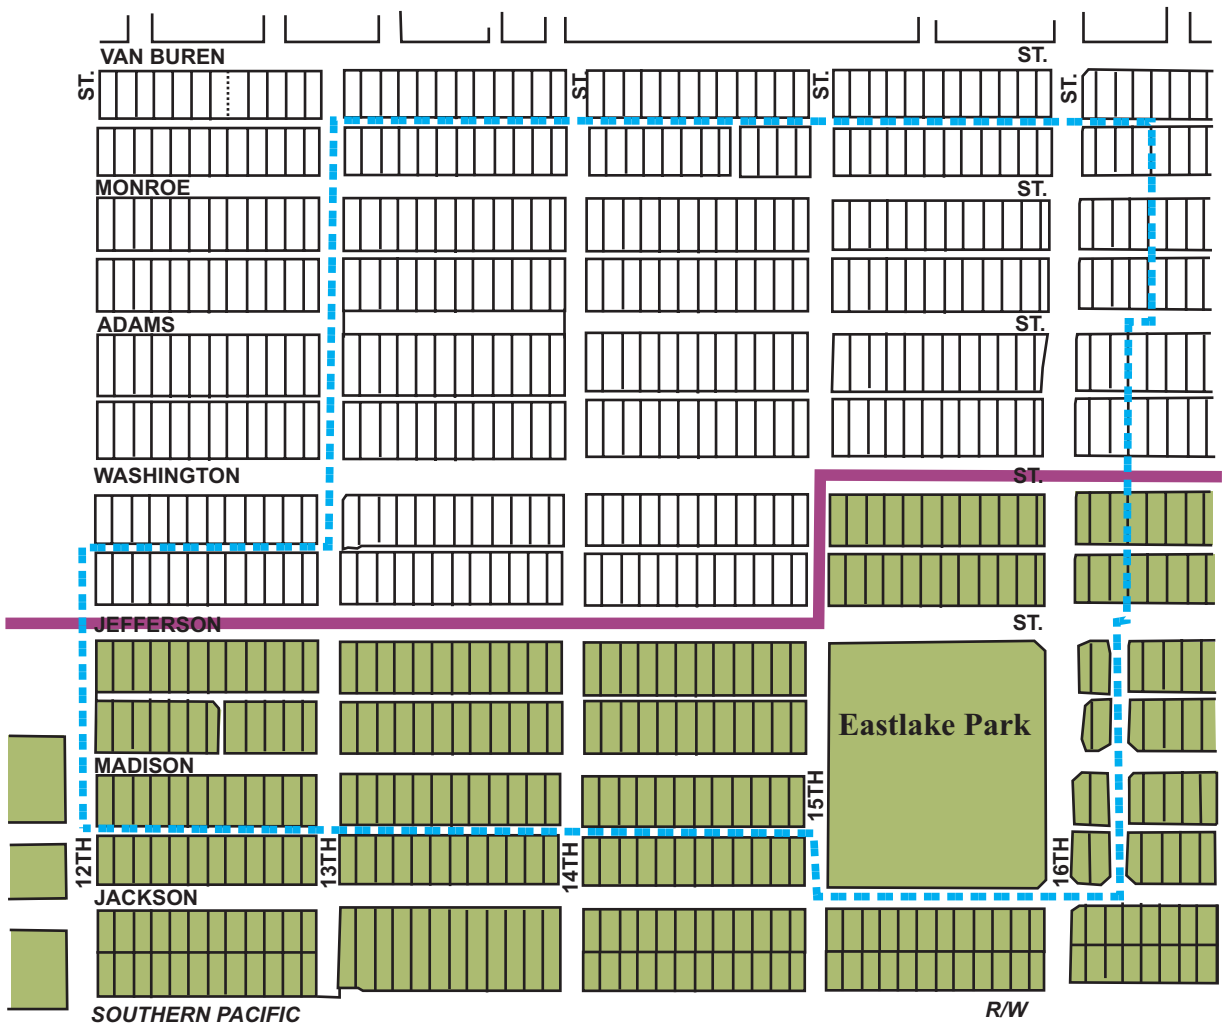 VAN BUREN ST.
ST. ST. ST. ST.
MONROE ST.
ADAMS ST.
WASHINGTON ST.
JEFFERSON ST.
Eastlake Park
MADISON
15TH
12TH 13TH 14TH 16TH
JACKSON
SOUTHERN PACIFIC R/W